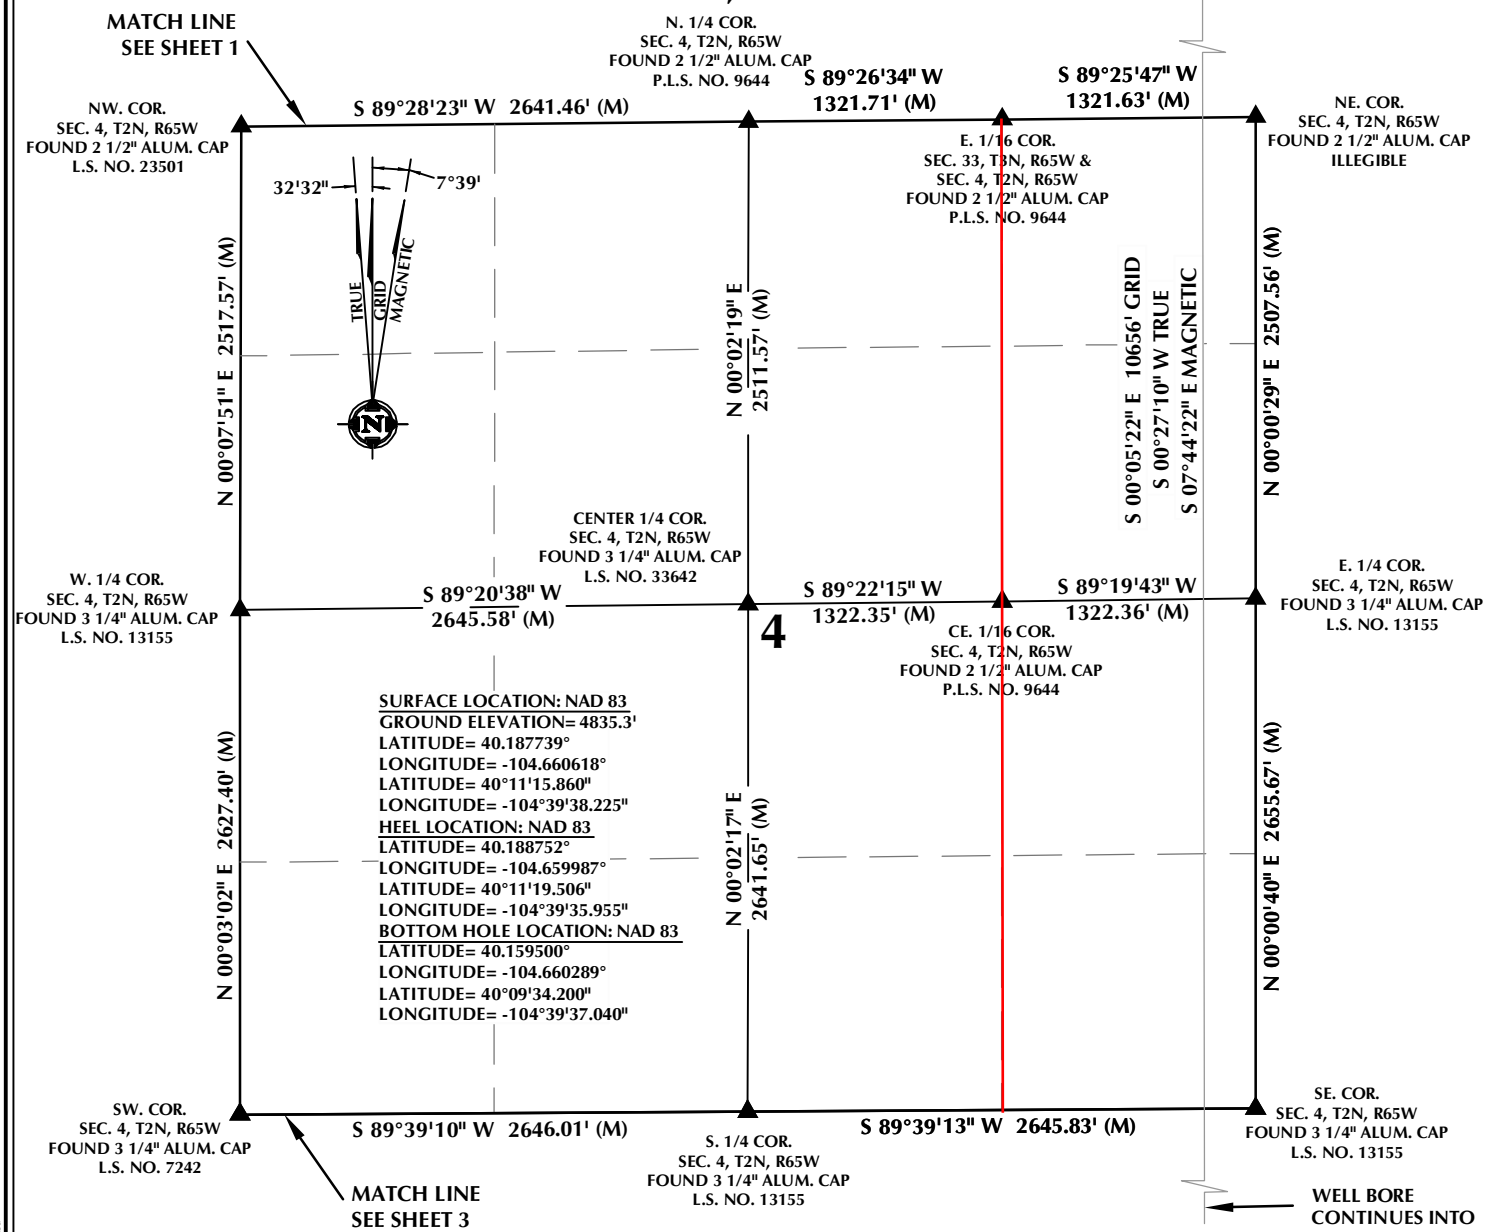 MATCH LINE
SEE SHEET 1
N. 1/4 COR.
SEC. 4, T2N, R65W
FOUND 2 1/2" ALUM. CAP
P.L.S. NO. 9644
S 89°26'34" W
1321.71' (M)
S 89°25'47" W
1321.63' (M)
NW. COR.
SEC. 4, T2N, R65W
FOUND 2 1/2" ALUM. CAP
L.S. NO. 23501
S 89°28'23" W 2641.46' (M)
NE. COR.
SEC. 4, T2N, R65W
FOUND 2 1/2" ALUM. CAP
ILLEGIBLE
E. 1/16 COR.
SEC. 33, T3N, R65W &
SEC. 4, T2N, R65W
FOUND 2 1/2" ALUM. CAP
P.L.S. NO. 9644
32'32"
7°39'
TRUE
GRID
MAGNETIC
N
N 00°07'51" E 2517.57' (M)
N 00°02'19" E
2511.57' (M)
S 00°05'22" E 10656' GRID
S 00°27'10" W TRUE
S 07°44'22" E MAGNETIC
N 00°00'29" E 2507.56' (M)
CENTER 1/4 COR.
SEC. 4, T2N, R65W
FOUND 3 1/4" ALUM. CAP
L.S. NO. 33642
W. 1/4 COR.
SEC. 4, T2N, R65W
FOUND 3 1/4" ALUM. CAP
L.S. NO. 13155
S 89°20'38" W
2645.58' (M)
S 89°22'15" W
1322.35' (M)
S 89°19'43" W
1322.36' (M)
E. 1/4 COR.
SEC. 4, T2N, R65W
FOUND 3 1/4" ALUM. CAP
L.S. NO. 13155
4
CE. 1/16 COR.
SEC. 4, T2N, R65W
FOUND 2 1/2" ALUM. CAP
P.L.S. NO. 9644
SURFACE LOCATION: NAD 83
GROUND ELEVATION= 4835.3'
LATITUDE= 40.187739°
LONGITUDE= -104.660618°
LATITUDE= 40°11'15.860"
LONGITUDE= -104°39'38.225"
HEEL LOCATION: NAD 83
LATITUDE= 40.188752°
LONGITUDE= -104.659987°
LATITUDE= 40°11'19.506"
LONGITUDE= -104°39'35.955"
BOTTOM HOLE LOCATION: NAD 83
LATITUDE= 40.159500°
LONGITUDE= -104.660289°
LATITUDE= 40°09'34.200"
LONGITUDE= -104°39'37.040"
N 00°03'02" E 2627.40' (M)
N 00°02'17" E
2641.65' (M)
N 00°00'40" E 2655.67' (M)
SW. COR.
SEC. 4, T2N, R65W
FOUND 3 1/4" ALUM. CAP
L.S. NO. 7242
S 89°39'10" W 2646.01' (M)
S. 1/4 COR.
SEC. 4, T2N, R65W
FOUND 3 1/4" ALUM. CAP
L.S. NO. 13155
S 89°39'13" W 2645.83' (M)
SE. COR.
SEC. 4, T2N, R65W
FOUND 3 1/4" ALUM. CAP
L.S. NO. 13155
MATCH LINE
SEE SHEET 3
WELL BORE
CONTINUES INTO